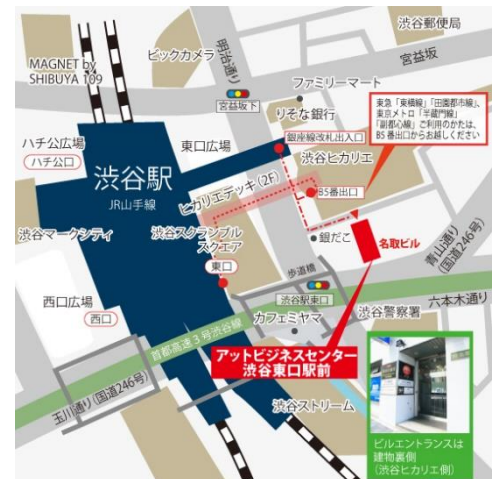 渋谷郵便局
MAGNET by
SHIBUYA 109
ビックカメラ
明治通り
宮益坂
宮益坂下
ファミリーマート
りそな銀行
東急「東横線」「田園都市線」、
東京メトロ「半蔵門線」
「副都心線」ご利用のかたは、
B5番出口からお越しください
ハチ公広場
ハチ公口
東口広場
銀座線改札出入口
渋谷ヒカリエ
渋谷駅
JR山手線
ヒカリエデッキ(2F)
B5番出口
渋谷マークシティ
渋谷スクランブル
スクエア
東口
銀だこ
名取ビル
青山通り
(国道246号)
歩道橋
西口広場
西口
渋谷駅東口
六本木通り
首都高速3号渋谷線
カフェミヤマ
渋谷警察署
アットビジネスセンター
渋谷東口駅前
玉川通り(国道246号)
渋谷ストリーム
ビルエントランスは
建物裏側
(渋谷ヒカリエ側)